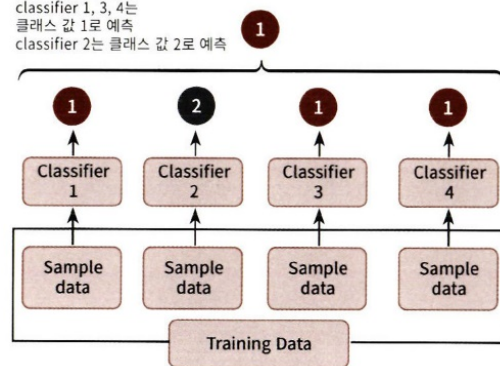 classifier 1, 3, 4는
클래스 값 1로 예측
classifier 2는 클래스 값 2로 예측
1
1
2
1
1
Classifier
1
Classifier
2
Classifier
3
Classifier
4
Sample
data
Sample
data
Sample
data
Sample
data
Training Data